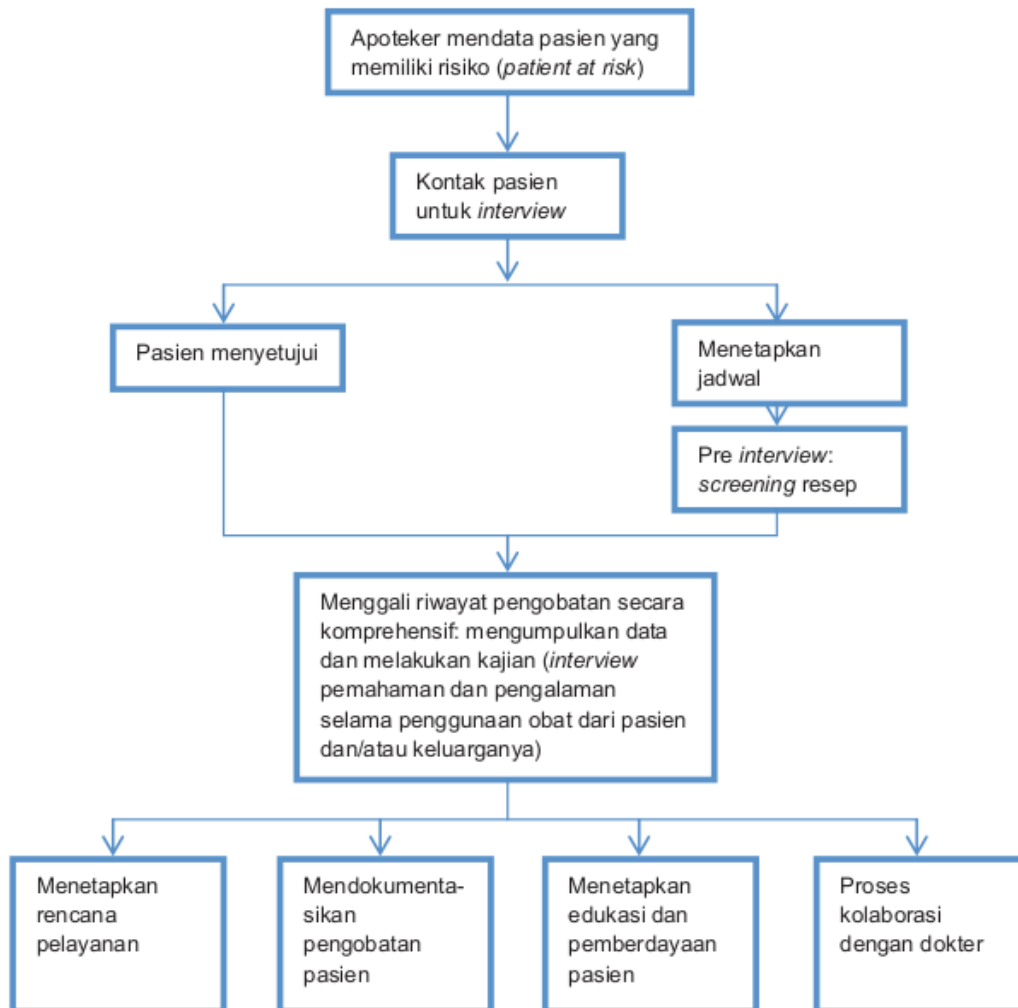 Apoteker mendata pasien yang
memiliki risiko (patient at risk)
Kontak pasien
untuk interview
Pasien menyetujui
Menetapkan
jadwal
Pre interview:
screening resep
Menggali riwayat pengobatan secara
komprehensif: mengumpulkan data
dan melakukan kajian (interview
pemahaman dan pengalaman
selama penggunaan obat dari pasien
dan/atau keluarganya)
Menetapkan
rencana
pelayanan
Mendokumenta-
sikan
pengobatan
pasien
Menetapkan
edukasi dan
pemberdayaan
pasien
Proses
kolaborasi
dengan dokter